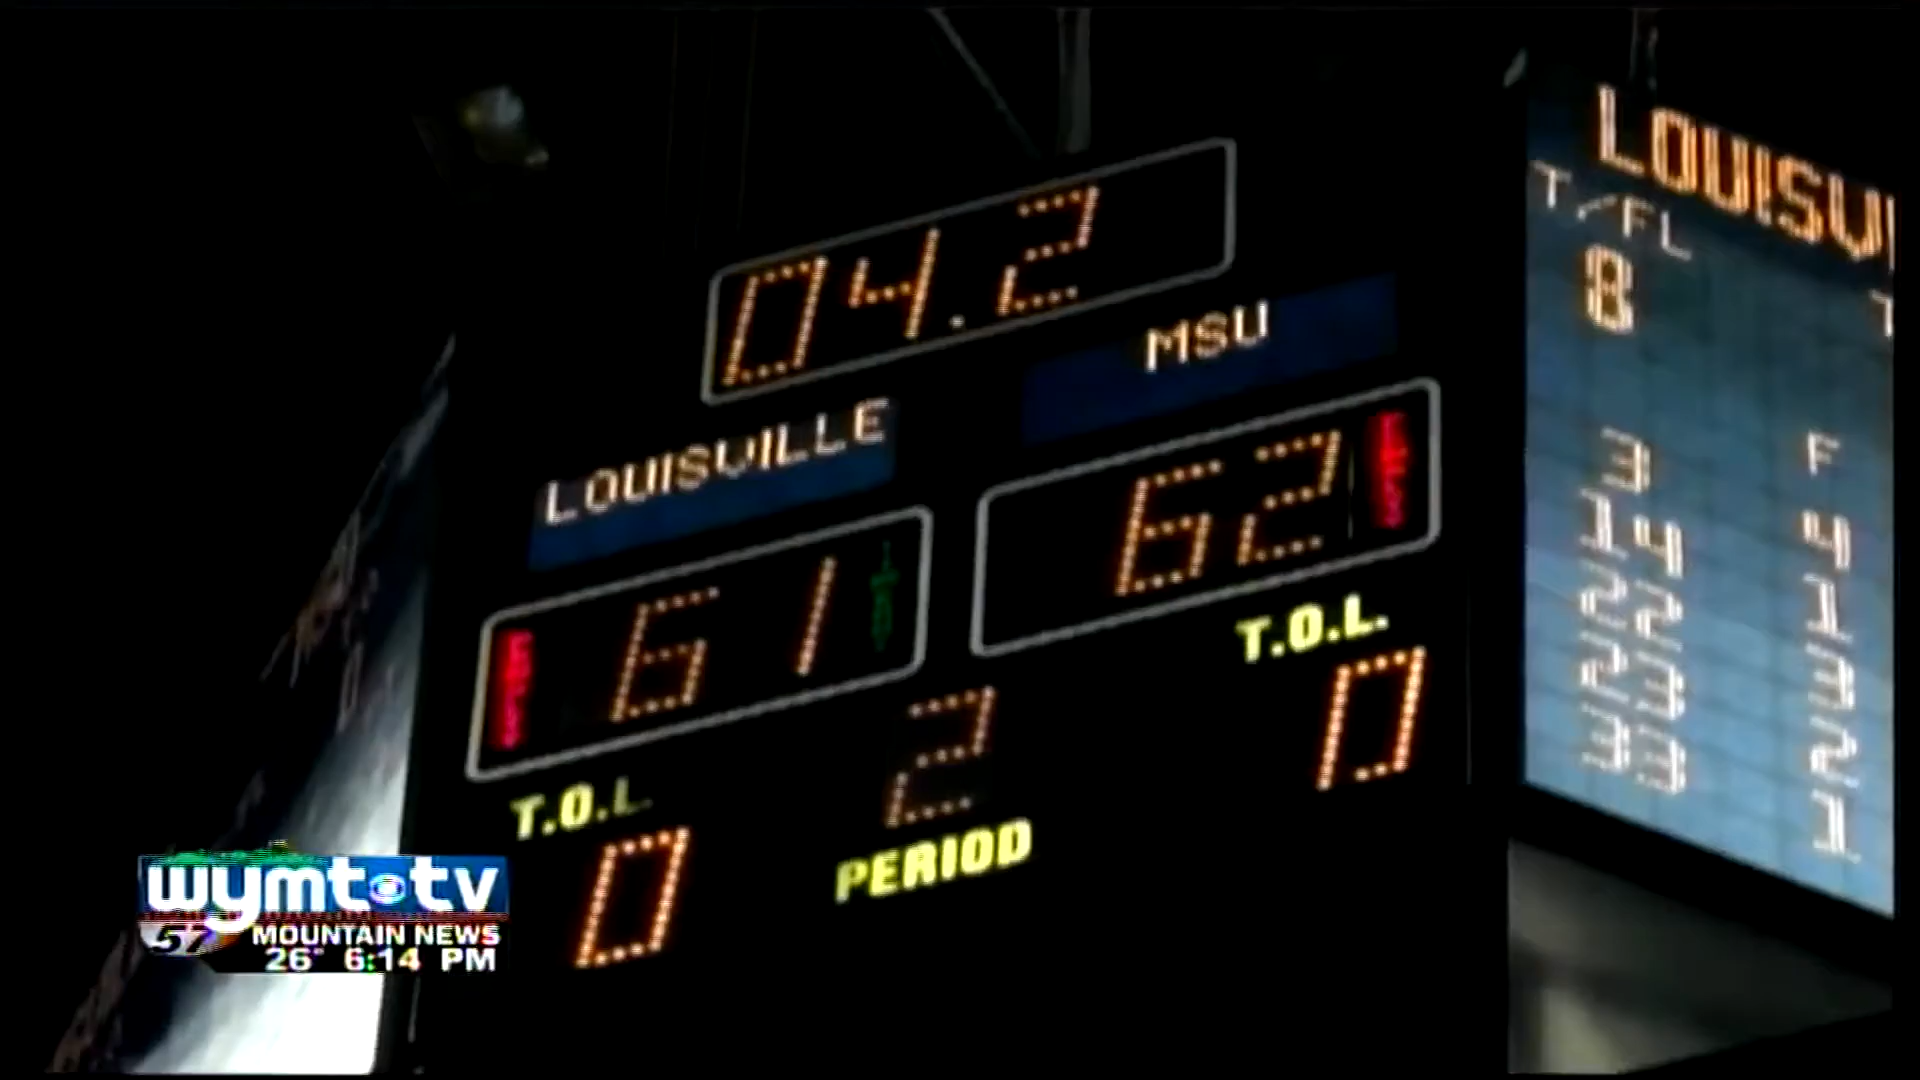 04.2
MSU
LOUISVILLE
61
62
T.O.L.
0
T.O.L.
0
2
PERIOD
LOUISVI
T/FL
8
F
3 4
14 1
22 3
23 2
33 1
wymt tv
57 MOUNTAIN NEWS
26° 6:14 PM